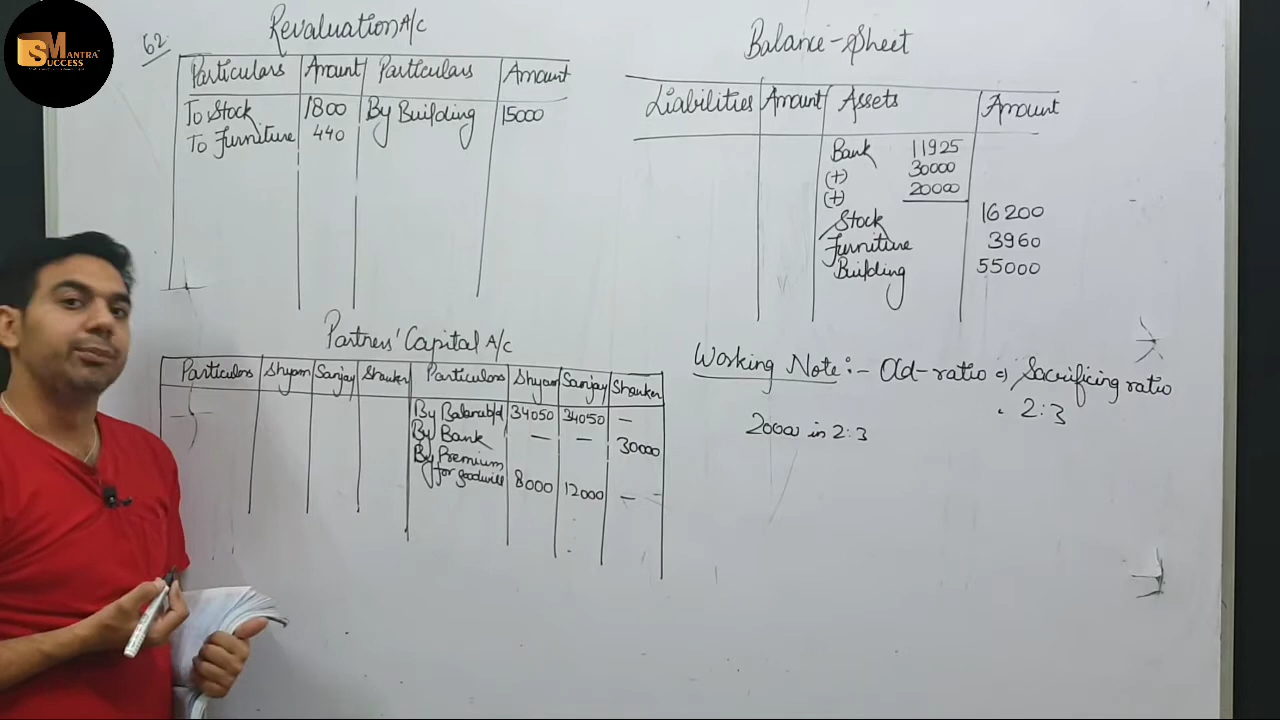 SM MANTRA
SUCCESS
62.
Revaluation A/c
Particulars Amount Particulars Amount
To Stock 1800 By Building 15000
To Furniture 440
Balance-Sheet
Liabilities Amount Assets Amount
Bank 11925
(+) 30000
(+) 20000
Stock 16200
Furniture 3960
Building 55000
Partners' Capital A/c
Particulars Shyam Sanjay Shanker Particulars Shyam Sanjay Shanker
By Balance b/d 34050 34050 —
By Bank — — 30000
By Premium
for goodwill 8000 12000 —
Working Note:- Old-ratio => Sacrificing ratio
2:3
20000 in 2:3